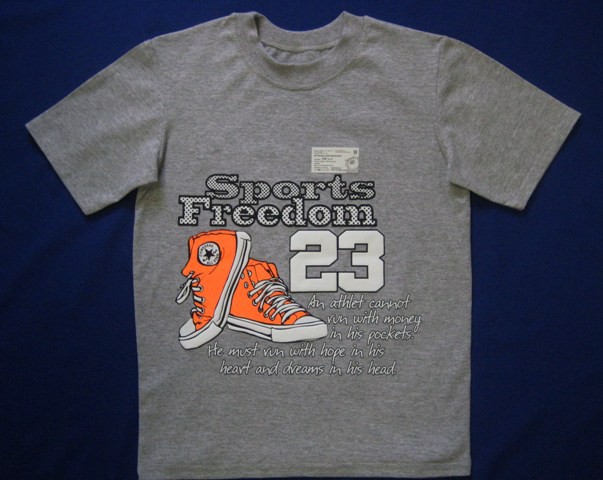 Sports
Freedom
23
An athlet cannot
run with money
in his pockets.
He must run with hope in his
heart and dreams in his head.